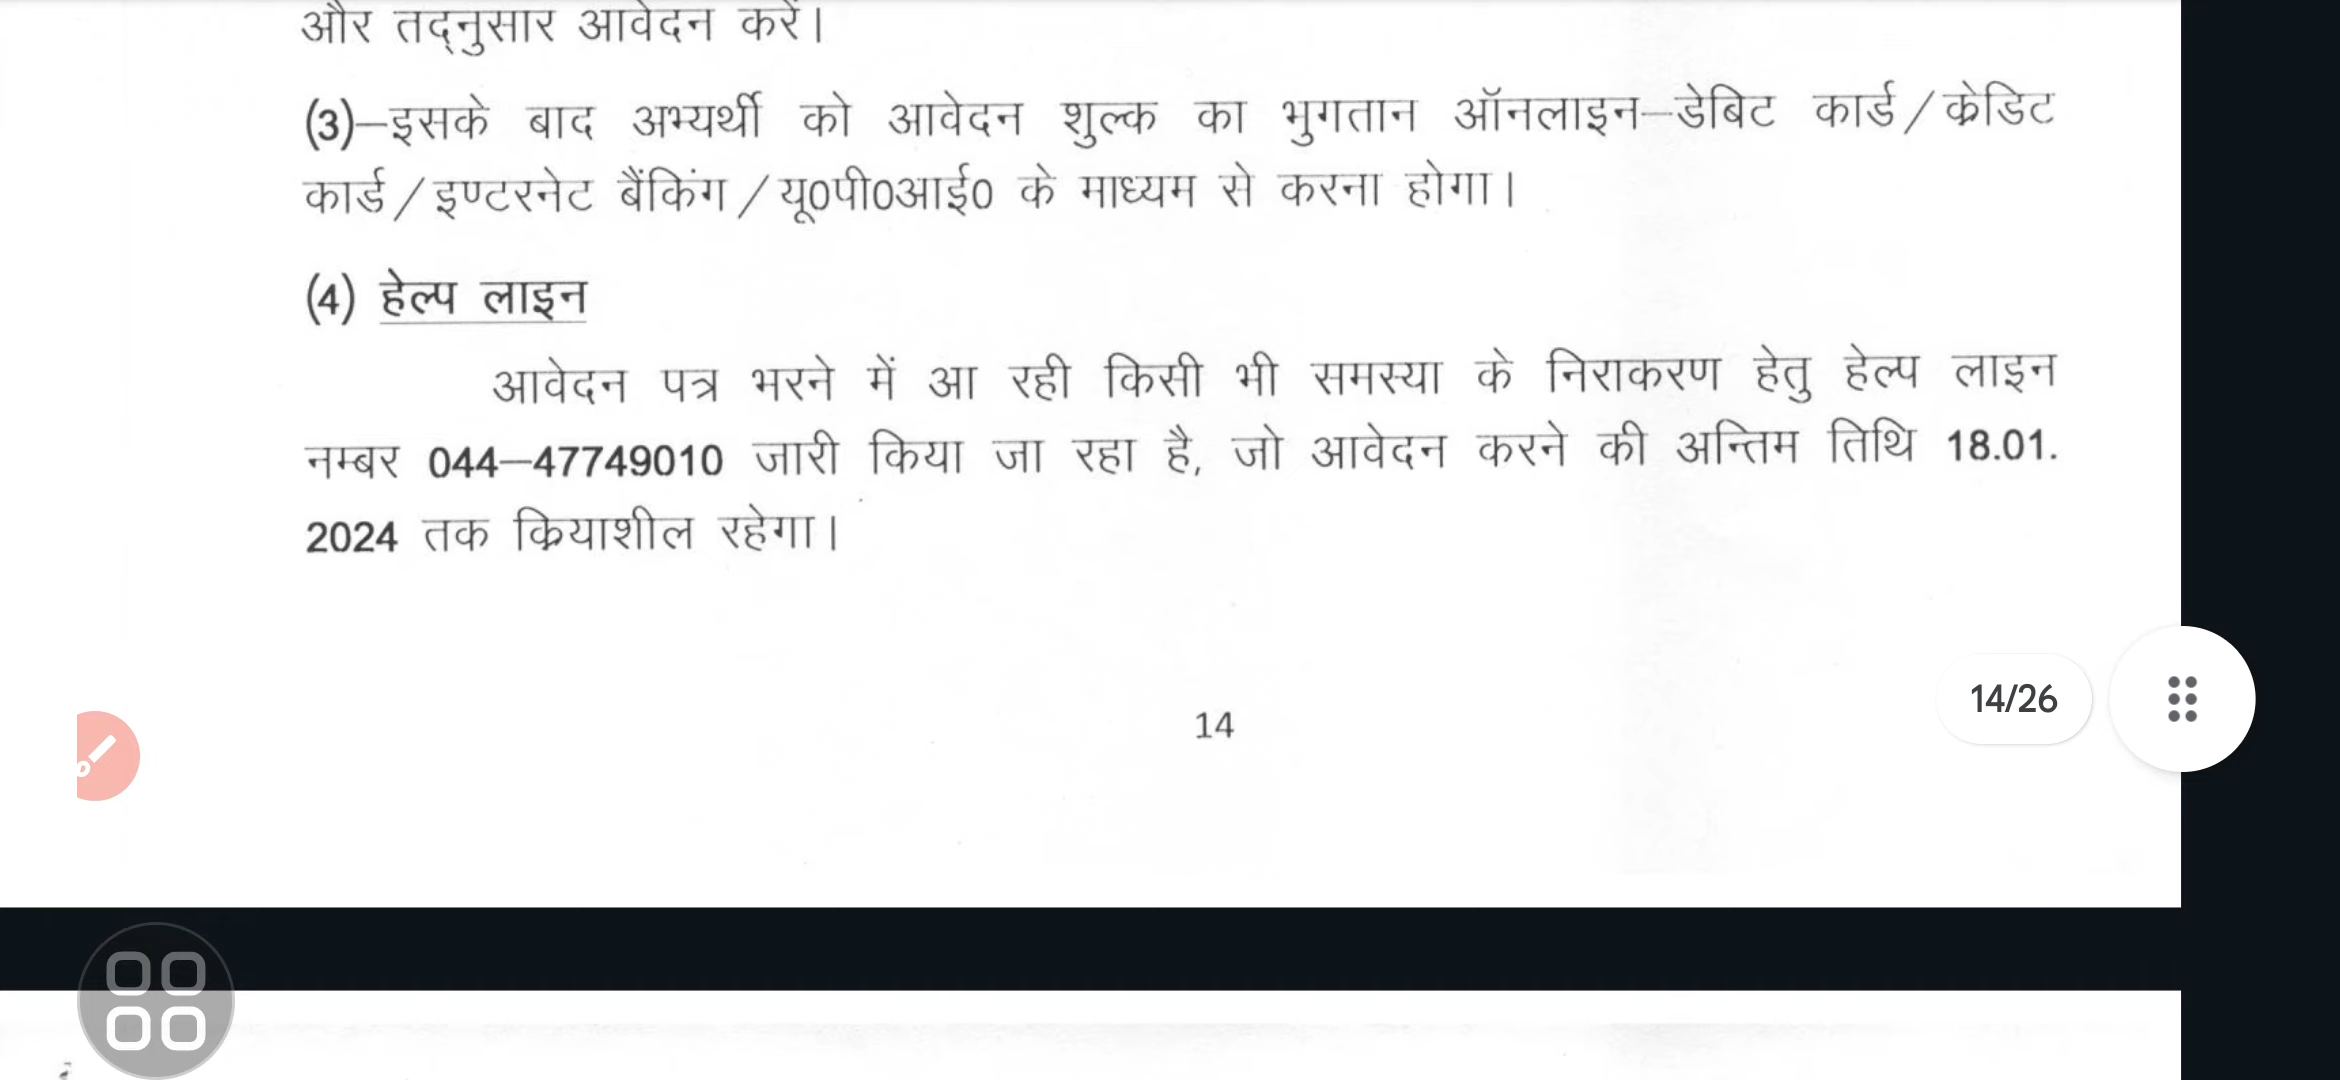 और तद्नुसार आवेदन करें।
(3)–इसके बाद अभ्यर्थी को आवेदन शुल्क का भुगतान ऑनलाइन–डेबिट कार्ड/क्रेडिट
कार्ड/इण्टरनेट बैंकिंग/यू0पी0आई0 के माध्यम से करना होगा।
(4) हेल्प लाइन
आवेदन पत्र भरने में आ रही किसी भी समस्या के निराकरण हेतु हेल्प लाइन
नम्बर 044–47749010 जारी किया जा रहा है, जो आवेदन करने की अन्तिम तिथि 18.01.
2024 तक क्रियाशील रहेगा।
14/26
14